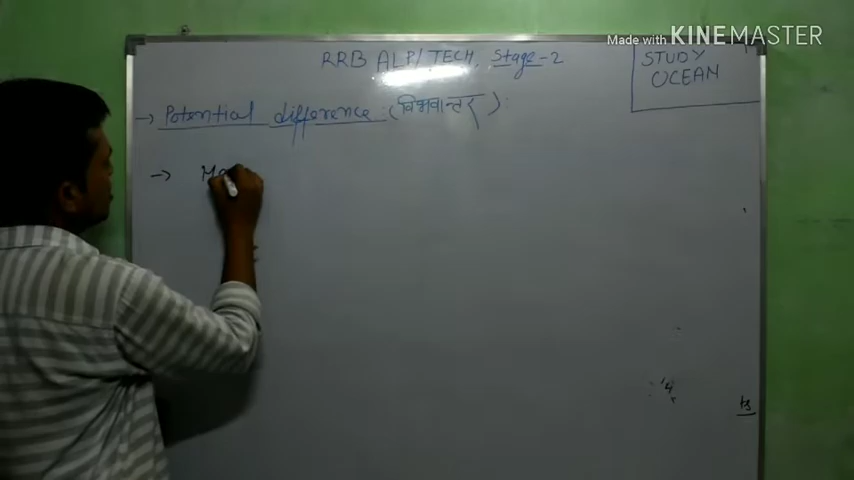 Made with KINEMASTER
RRB ALP/TECH. Stage-2
STUDY
OCEAN
→ Potential difference :(विभवान्तर):
→